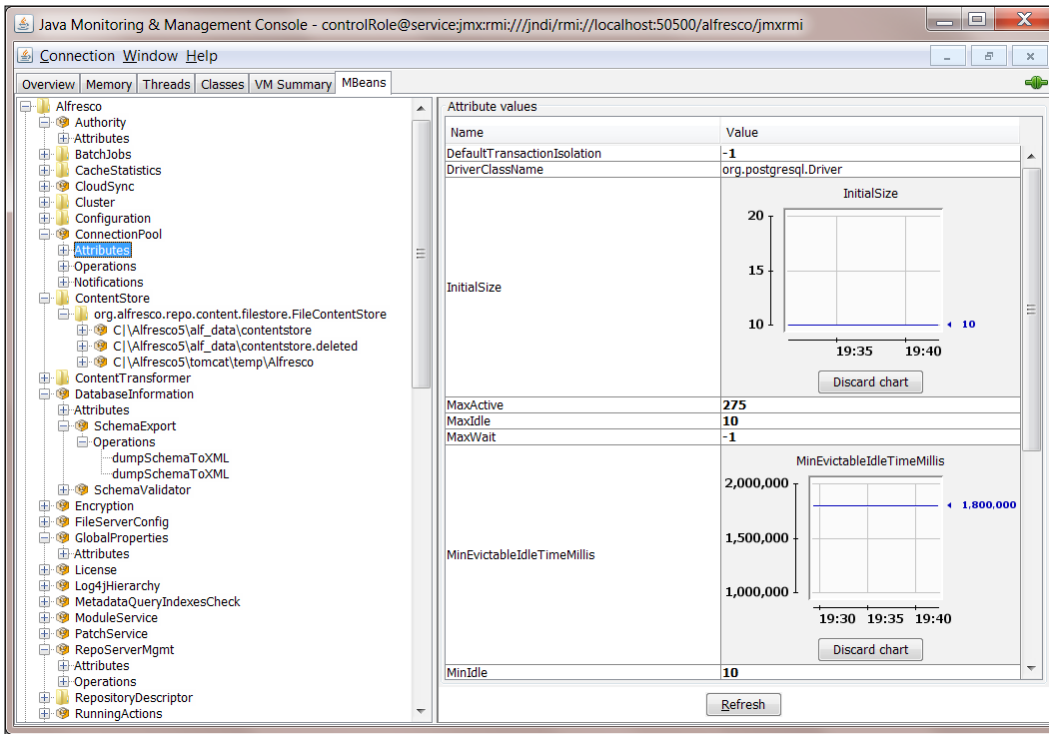 Java Monitoring & Management Console - controlRole@service:jmx:rmi:///jndi/rmi://localhost:50500/alfresco/jmxrmi
Connection Window Help
Overview Memory Threads Classes VM Summary MBeans
Alfresco
Authority
Attributes
BatchJobs
CacheStatistics
CloudSync
Cluster
Configuration
ConnectionPool
Attributes
Operations
Notifications
ContentStore
org.alfresco.repo.content.filestore.FileContentStore
C|\Alfresco5\alf_data\contentstore
C|\Alfresco5\alf_data\contentstore.deleted
C|\Alfresco5\tomcat\temp\Alfresco
ContentTransformer
DatabaseInformation
Attributes
SchemaExport
Operations
dumpSchemaToXML
dumpSchemaToXML
SchemaValidator
Encryption
FileServerConfig
GlobalProperties
Attributes
License
Log4jHierarchy
MetadataQueryIndexesCheck
ModuleService
PatchService
RepoServerMgmt
Attributes
Operations
RepositoryDescriptor
RunningActions
Attribute values
Name Value
DefaultTransactionIsolation -1
DriverClassName org.postgresql.Driver
InitialSize
InitialSize
20
15
10
10
19:35 19:40
Discard chart
MaxActive 275
MaxIdle 10
MaxWait -1
MinEvictableIdleTimeMillis
MinEvictableIdleTimeMillis
2,000,000
1,800,000
1,500,000
1,000,000
19:30 19:35 19:40
Discard chart
MinIdle 10
Refresh